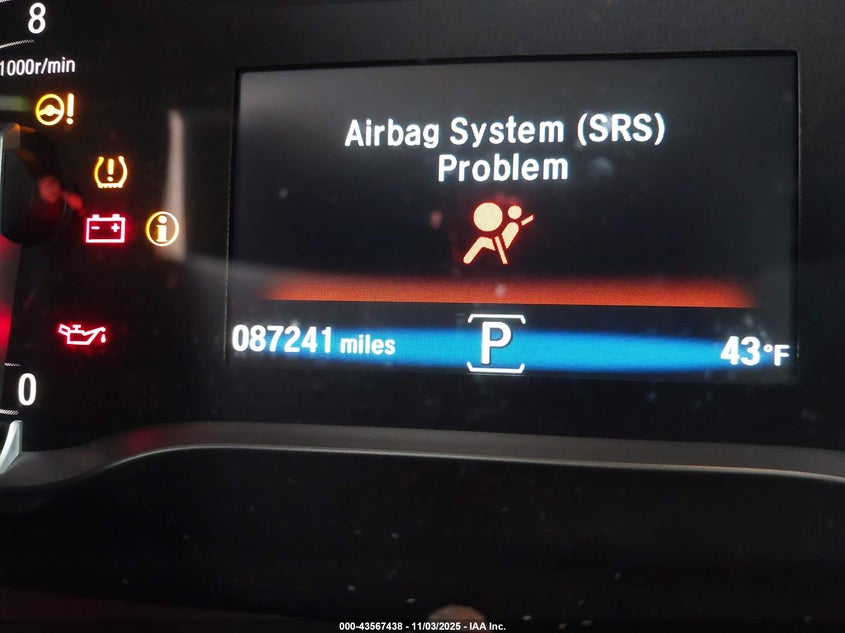 8
1000r/min
Airbag System (SRS)
Problem
087241 miles
P
43°F
0
000-43567438 - 11/03/2025 - IAA Inc.